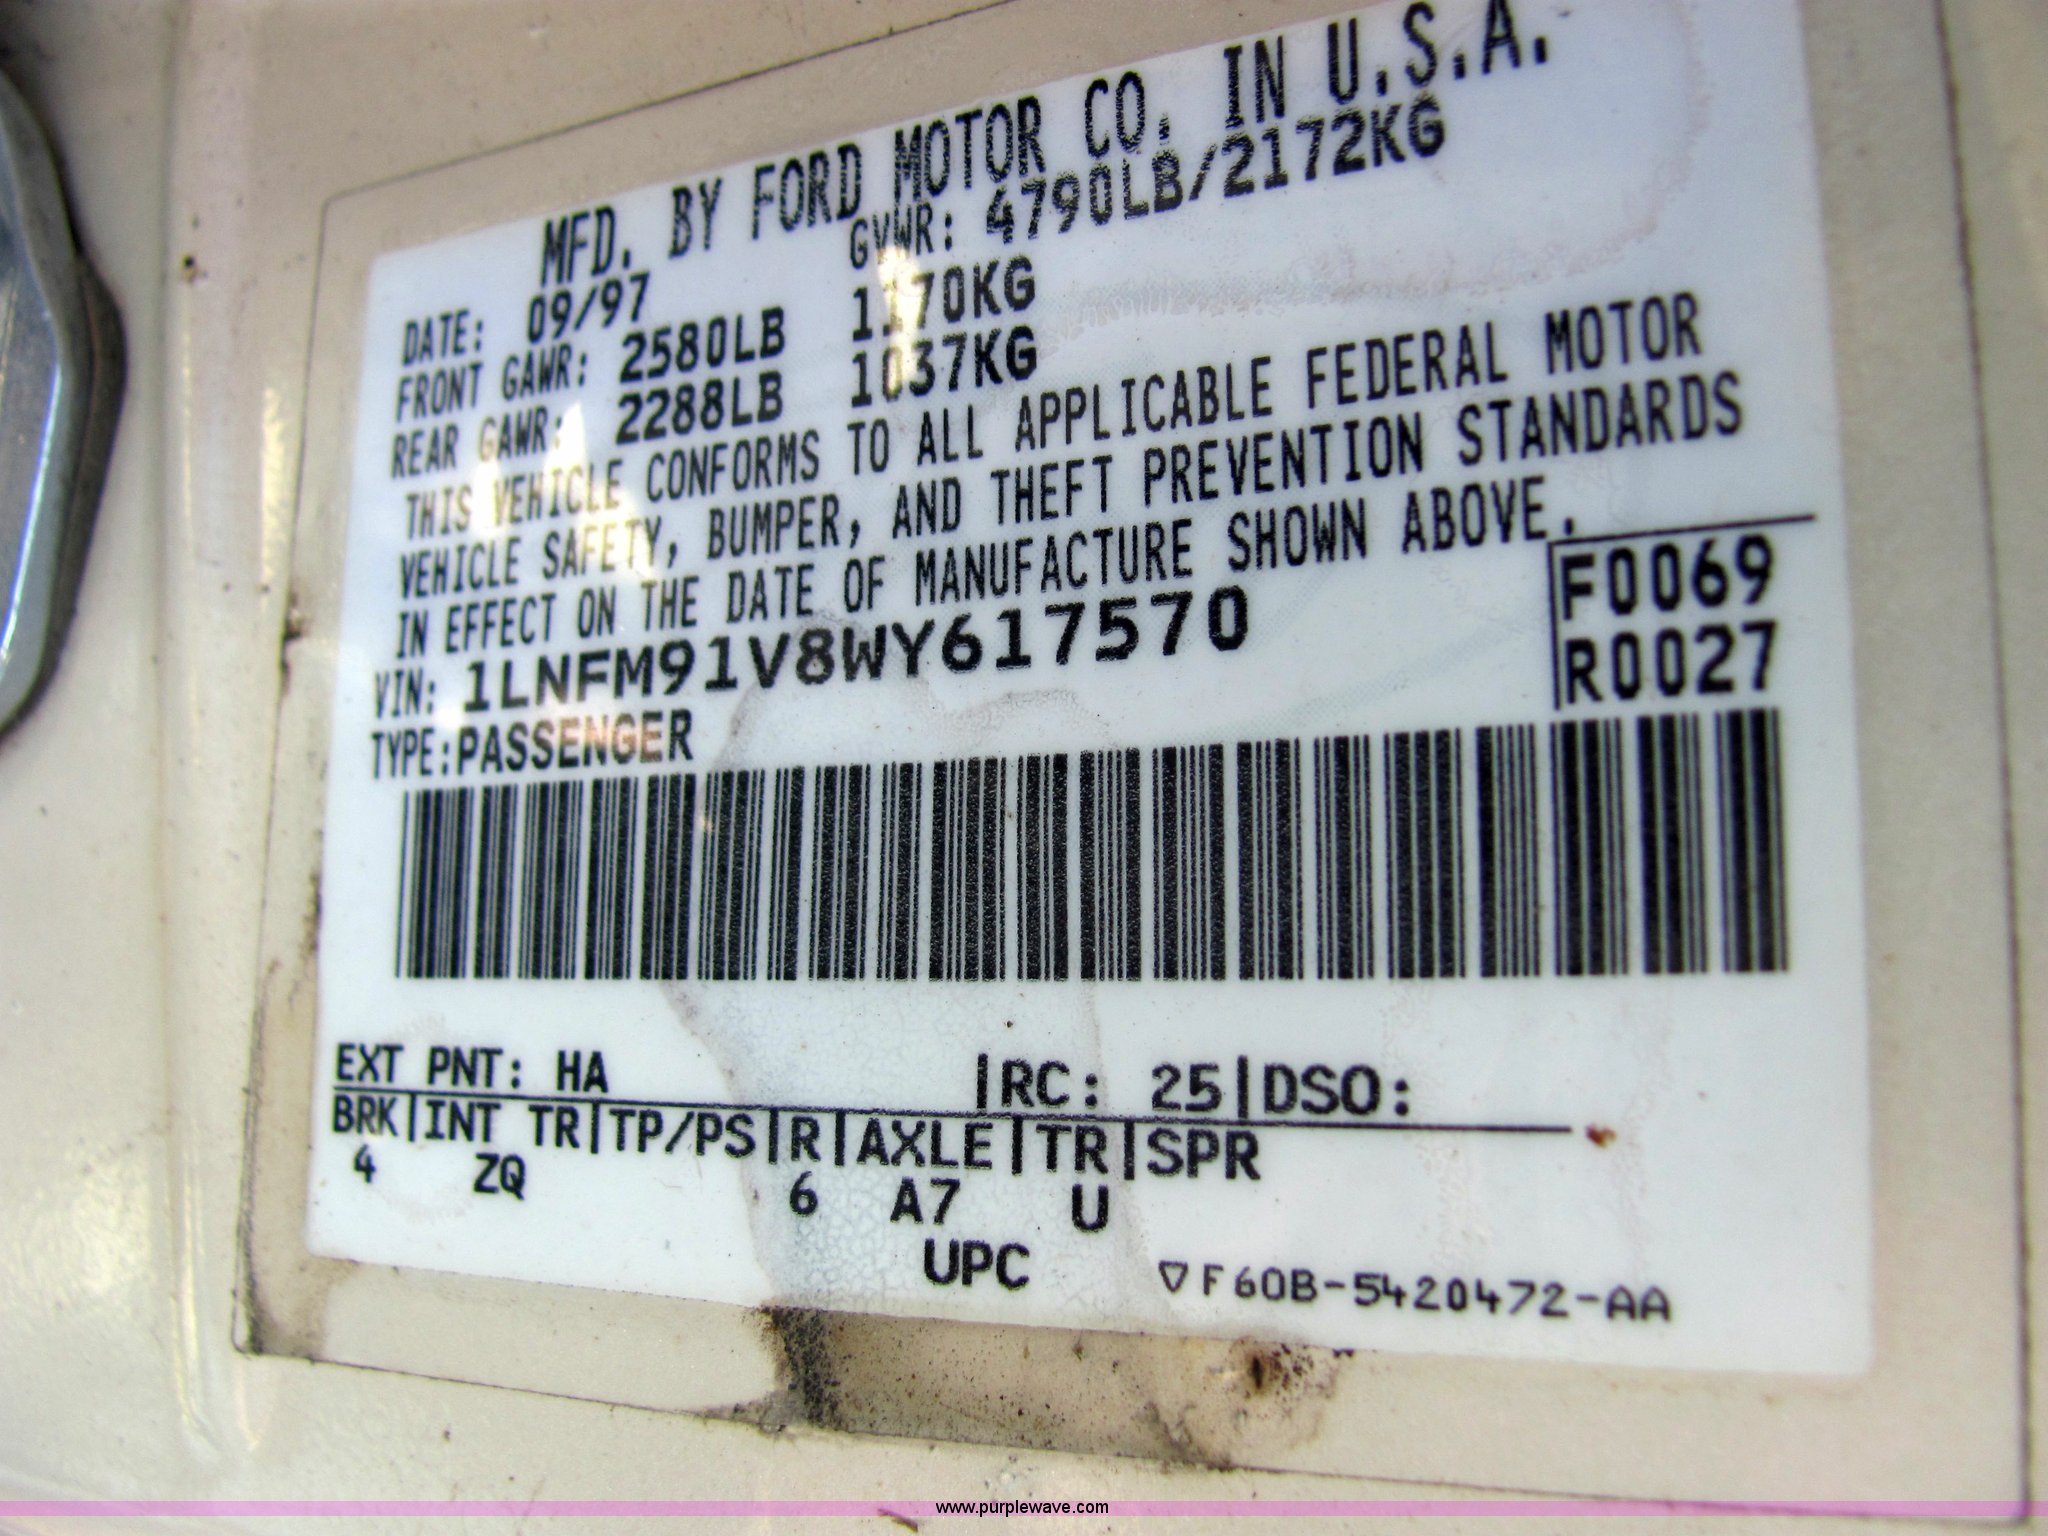 MFD. BY FORD MOTOR CO. IN U.S.A.
DATE: 09/97 GVWR: 4790LB/2172KG
FRONT GAWR: 2580LB 1170KG
REAR GAWR: 2288LB 1037KG
THIS VEHICLE CONFORMS TO ALL APPLICABLE FEDERAL MOTOR
VEHICLE SAFETY, BUMPER, AND THEFT PREVENTION STANDARDS
IN EFFECT ON THE DATE OF MANUFACTURE SHOWN ABOVE.
VIN: 1LNFM91V8WY617570
F0069
TYPE:PASSENGER
R0027
EXT PNT: HA |RC: 25|DSO:
BRK|INT TR|TP/PS|R|AXLE|TR|SPR
4 ZQ 6 A7 U
UPC ▽F60B-5420472-AA
www.purplewave.com